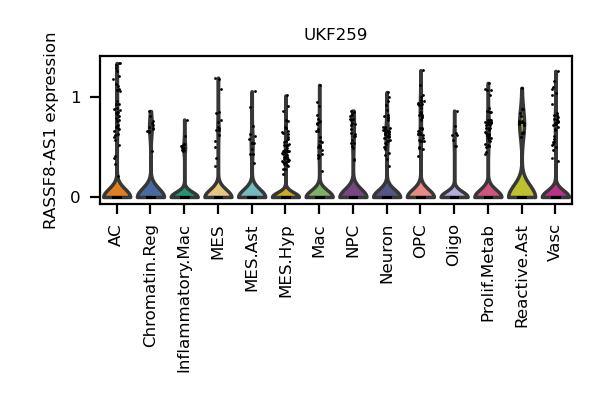 UKF259
RASSF8-AS1 expression
1
0
AC
Chromatin.Reg
Inflammatory.Mac
MES
MES.Ast
MES.Hyp
Mac
NPC
Neuron
OPC
Oligo
Prolif.Metab
Reactive.Ast
Vasc